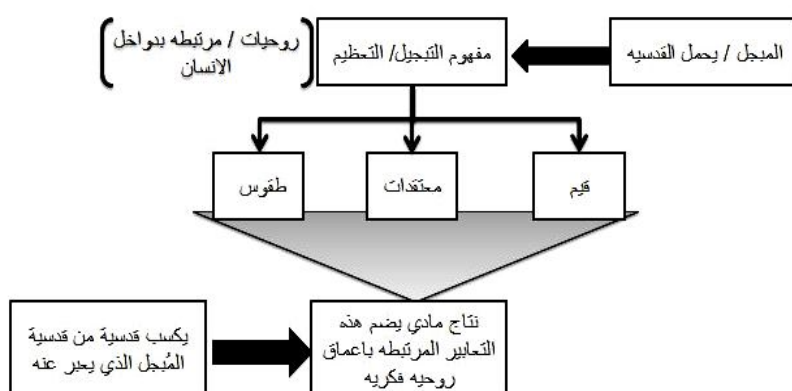 المبجل / يحمل القدسيه
مفهوم التبجيل/ التعظيم
روحيات / مرتبطه بدواخل
الانسان
قيم
معتقدات
طقوس
نتاج مادي يضم هذه
التعابير المرتبطه باعماق
روحيه فكريه
يكسب قدسية من قدسية
المُبجل الذي يعبر عنه